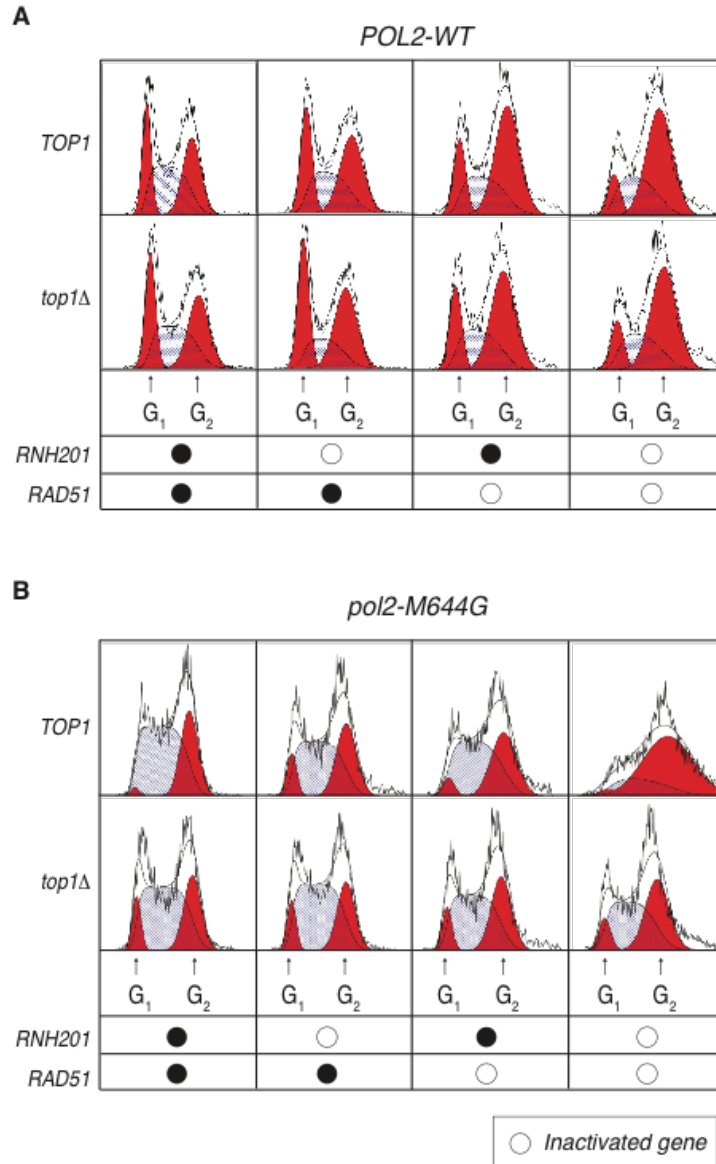 A
POL2-WT
TOP1
top1Δ
G1 G2 G1 G2 G1 G2 G1 G2
RNH201
RAD51
B
pol2-M644G
TOP1
top1Δ
G1 G2 G1 G2 G1 G2 G1 G2
RNH201
RAD51
Inactivated gene